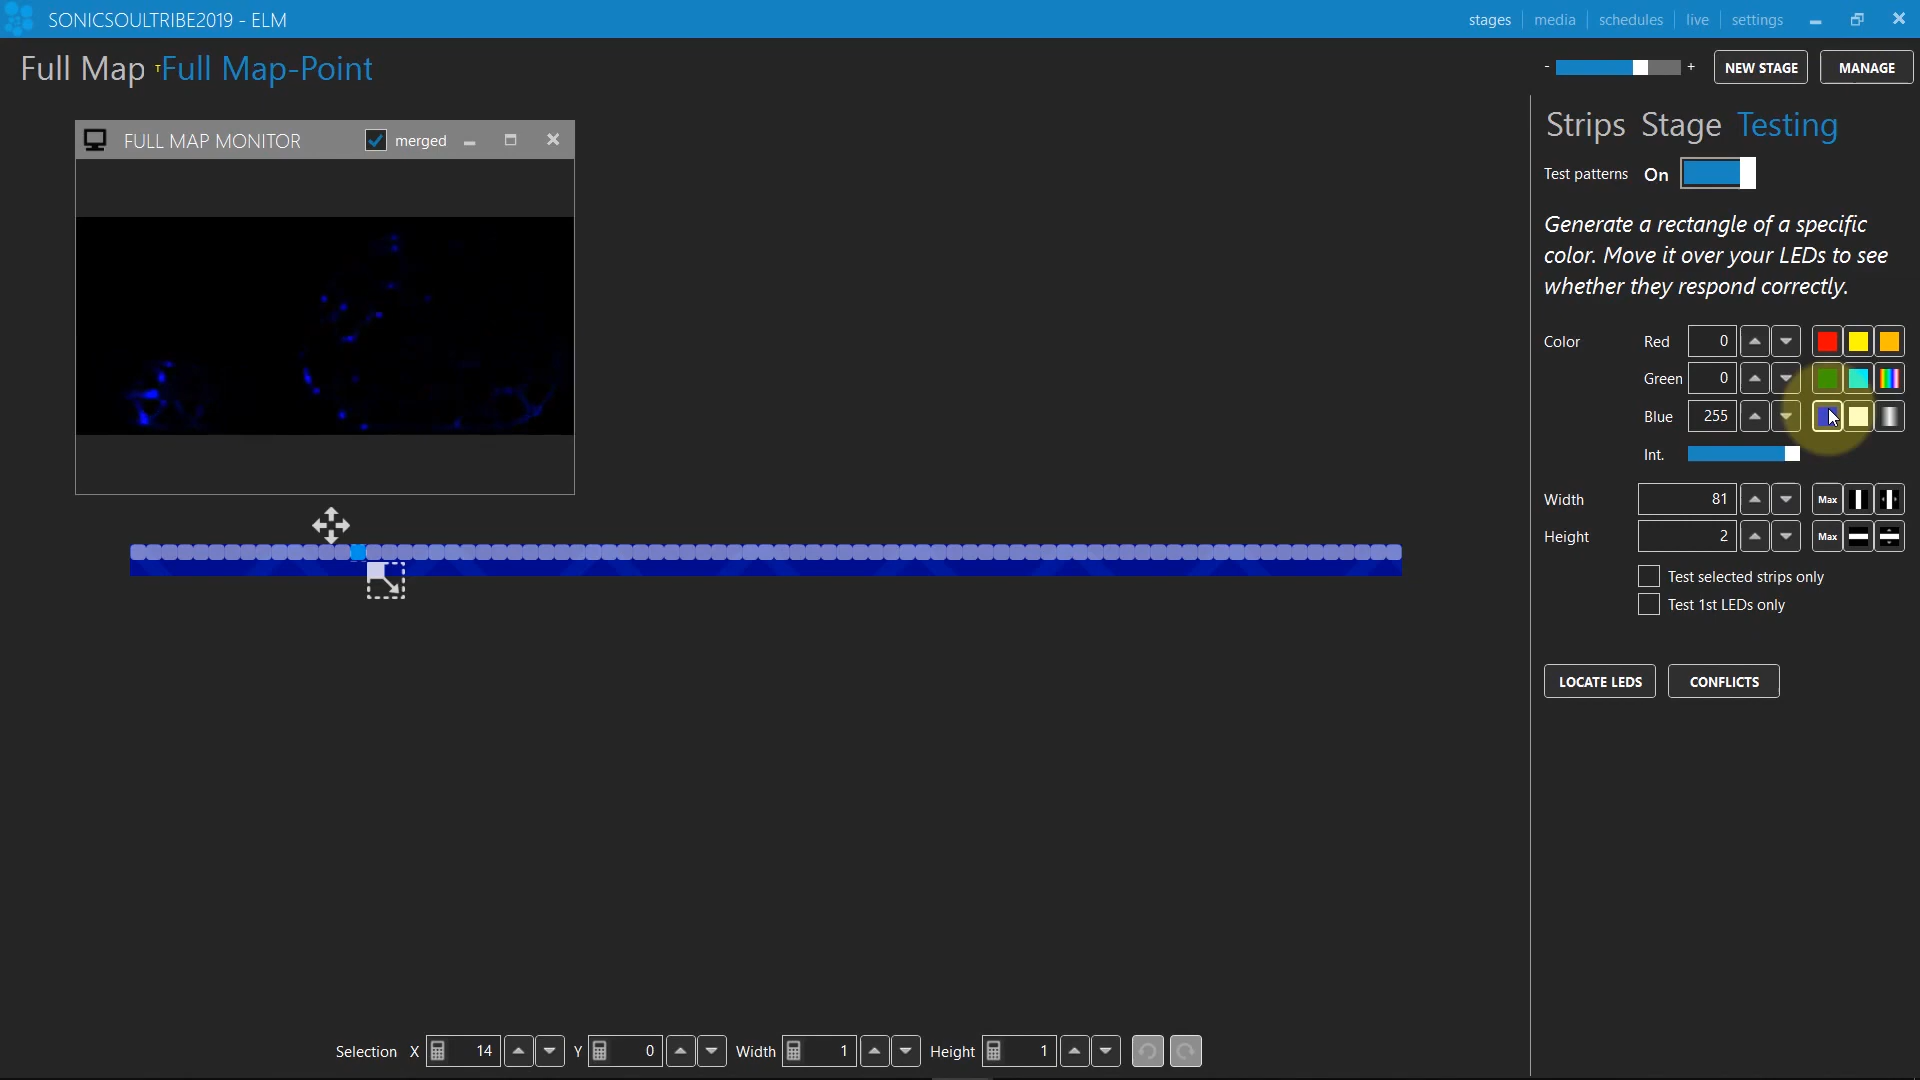 SONICSOULTRIBE2019 - ELM
stages media schedules live settings
Full Map Full Map-Point
- + NEW STAGE MANAGE
FULL MAP MONITOR merged
Strips Stage Testing
Test patterns On
Generate a rectangle of a specific
color. Move it over your LEDs to see
whether they respond correctly.
Color Red 0
Green 0
Blue 255
Int.
Width 81 Max
Height 2 Max
Test selected strips only
Test 1st LEDs only
LOCATE LEDS CONFLICTS
Selection X 14 Y 0 Width 1 Height 1